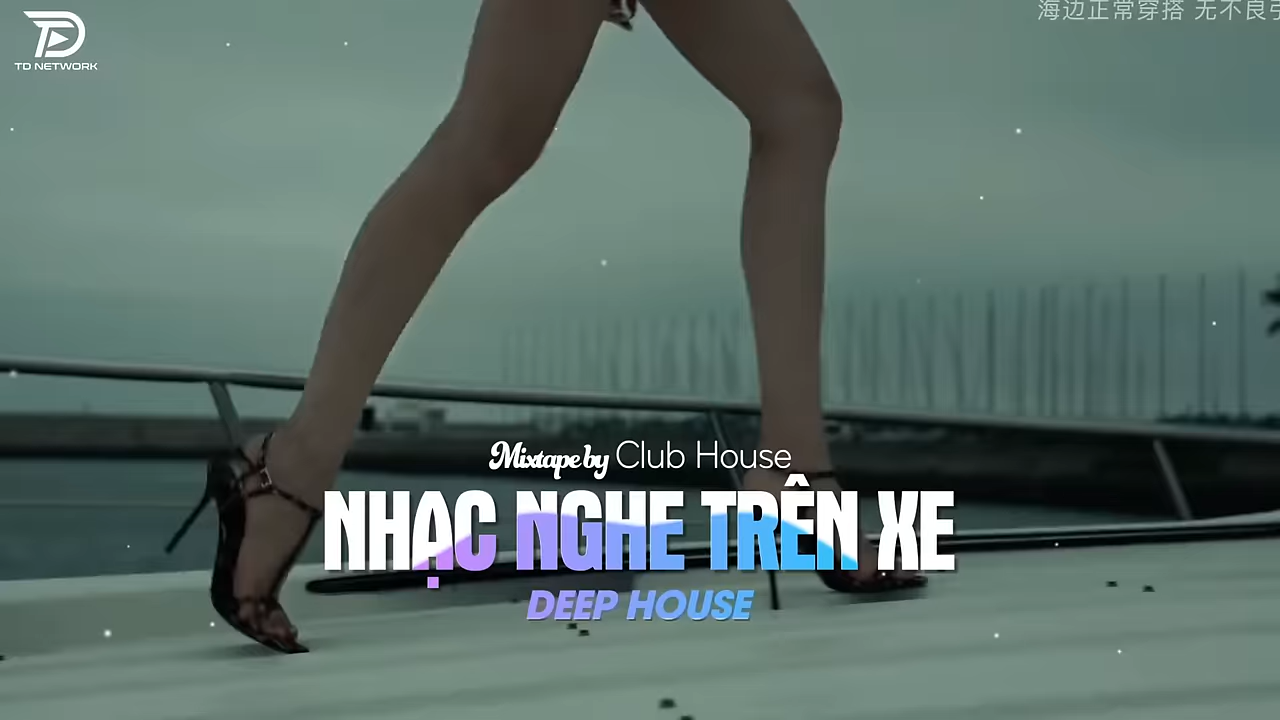 TD NETWORK
海边正常穿搭 无不良引
Mixtape by Club House
NHẠC NGHE TRÊN XE
DEEP HOUSE